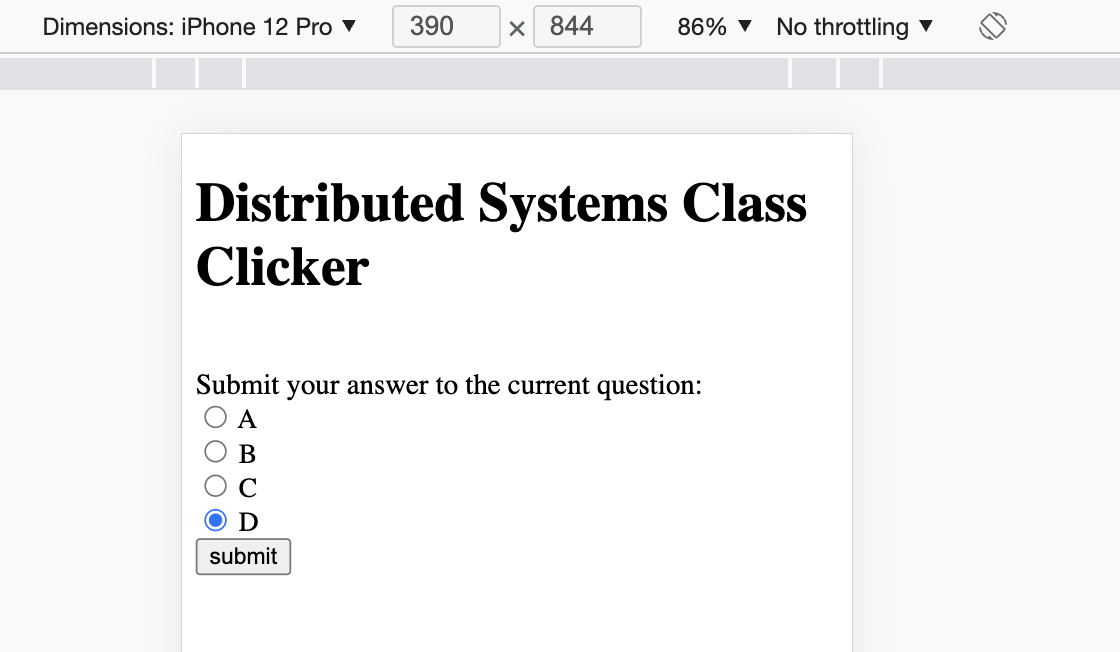 Dimensions: iPhone 12 Pro ▼ 390 × 844 86% ▼ No throttling ▼
Distributed Systems Class
Clicker
Submit your answer to the current question:
A
B
C
D
submit